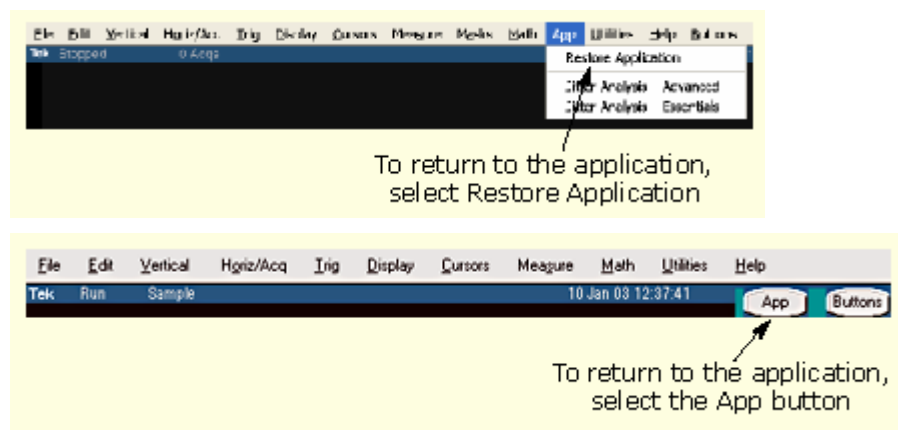 File Edit Vertical Horiz/Acq Trig Display Cursors Measure Masks Math App Utilities Help Buttons
Tek Stopped 0 Acqs
Restore Application
Jitter Analysis Advanced
Jitter Analysis Essentials
To return to the application,
select Restore Application
File Edit Vertical Horiz/Acq Trig Display Cursors Measure Math Utilities Help
Tek Run Sample 10 Jan 03 12:37:41 App Buttons
To return to the application,
select the App button